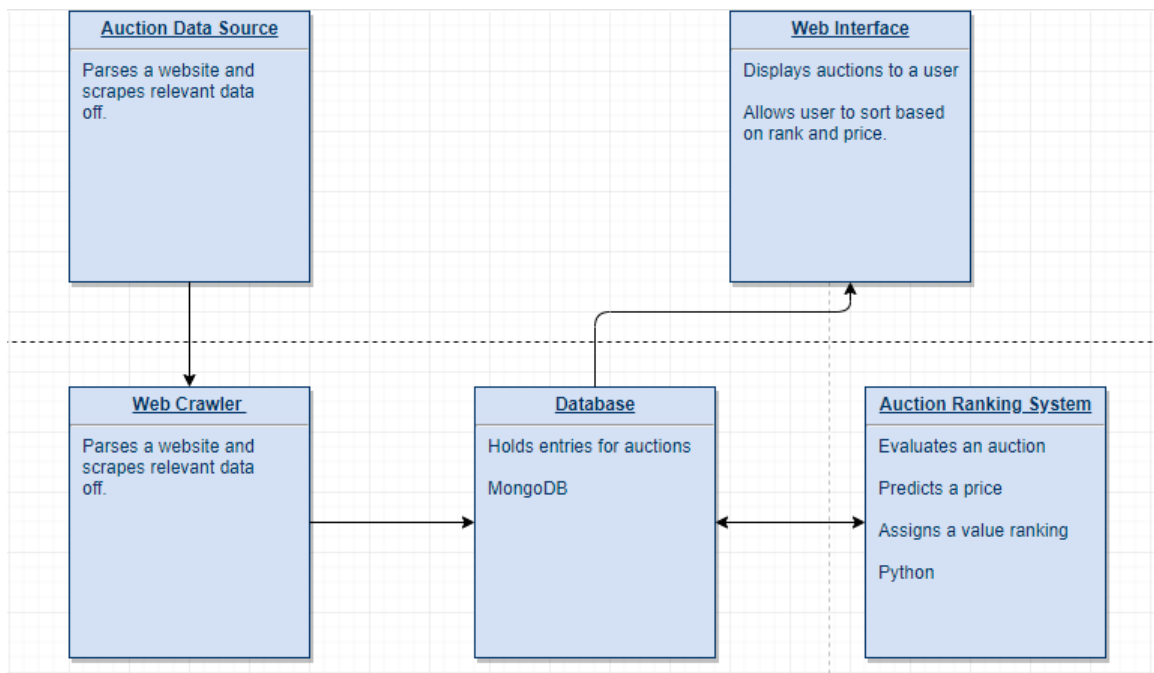 Auction Data Source
Parses a website and
scrapes relevant data
off.
Web Interface
Displays auctions to a user
Allows user to sort based
on rank and price.
Web Crawler
Parses a website and
scrapes relevant data
off.
Database
Holds entries for auctions
MongoDB
Auction Ranking System
Evaluates an auction
Predicts a price
Assigns a value ranking
Python